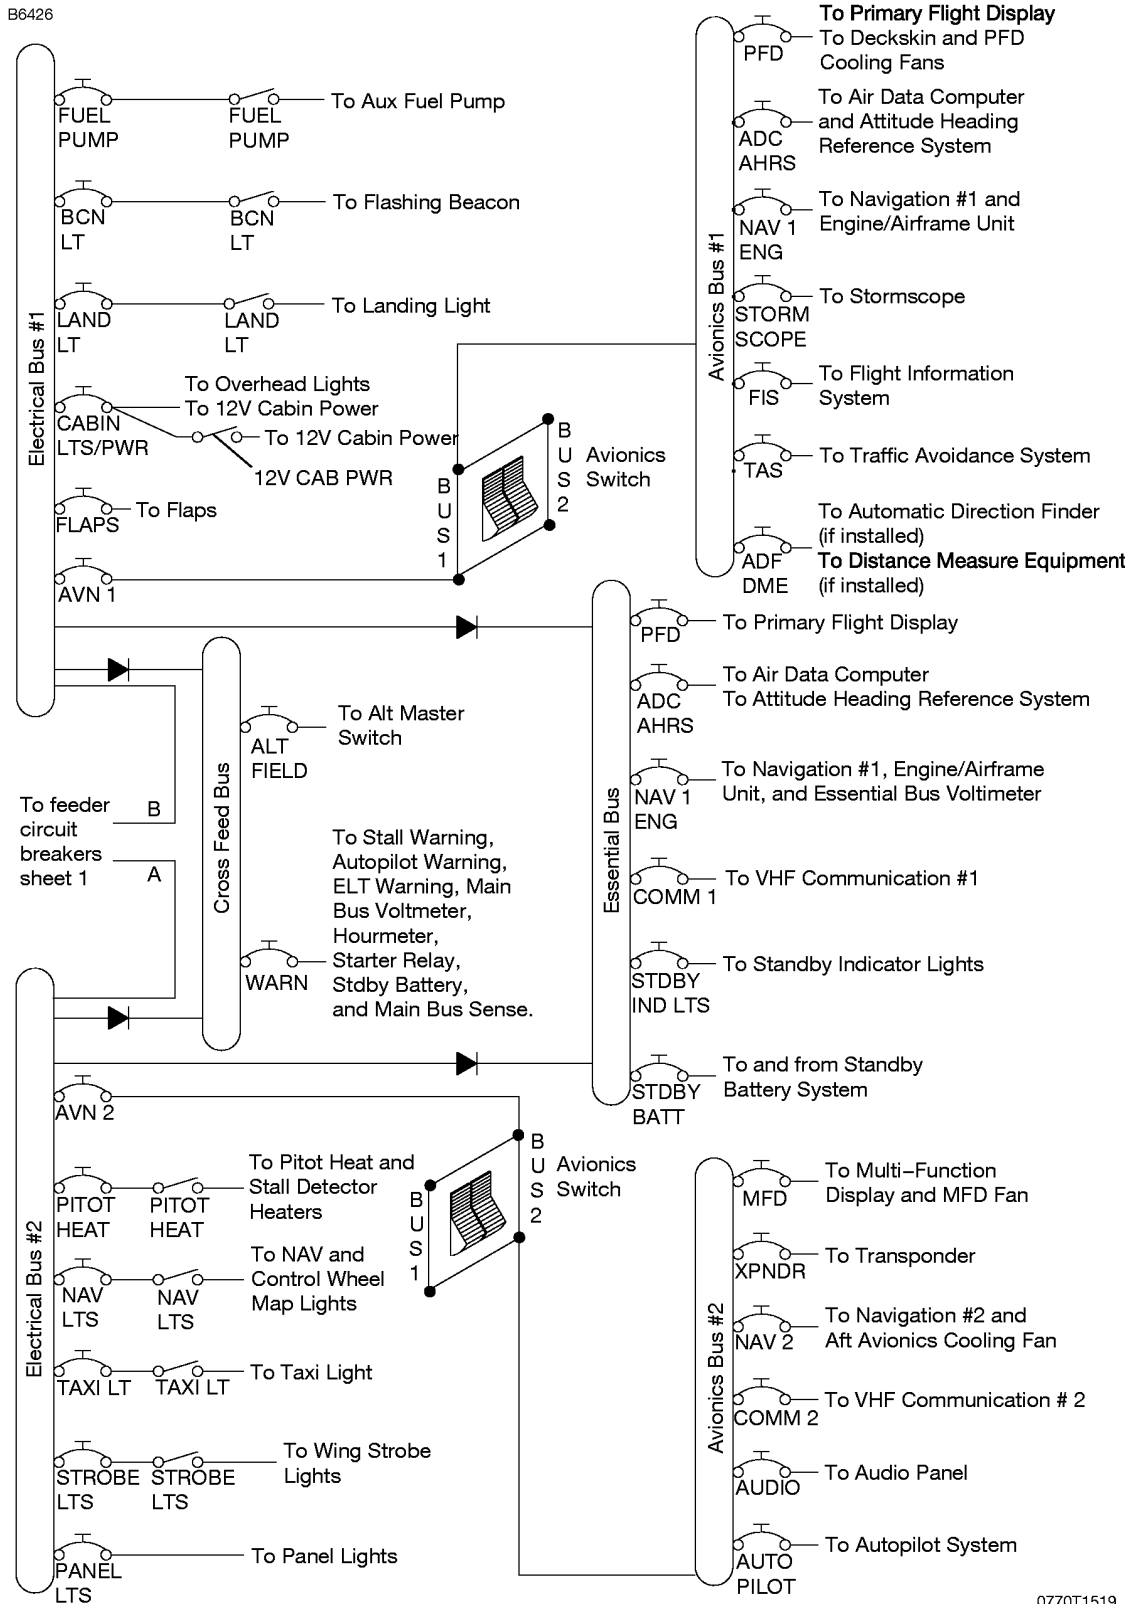 B6426
Electrical Bus #1
FUEL
PUMP
FUEL
PUMP
To Aux Fuel Pump
BCN
LT
BCN
LT
To Flashing Beacon
LAND
LT
LAND
LT
To Landing Light
CABIN
LTS/PWR
To Overhead Lights
To 12V Cabin Power
To 12V Cabin Power
12V CAB PWR
FLAPS
To Flaps
AVN 1
BUS 1
BUS 2
Avionics
Switch
Avionics Bus #1
PFD
To Primary Flight Display
To Deckskin and PFD
Cooling Fans
ADC
AHRS
To Air Data Computer
and Attitude Heading
Reference System
NAV 1
ENG
To Navigation #1 and
Engine/Airframe Unit
STORM
SCOPE
To Stormscope
FIS
To Flight Information
System
TAS
To Traffic Avoidance System
ADF
DME
To Automatic Direction Finder
(if installed)
To Distance Measure Equipment
(if installed)
Cross Feed Bus
ALT
FIELD
To Alt Master
Switch
WARN
To Stall Warning,
Autopilot Warning,
ELT Warning, Main
Bus Voltmeter,
Hourmeter,
Starter Relay,
Stdby Battery,
and Main Bus Sense.
To feeder
circuit
breakers
sheet 1
B
A
Essential Bus
PFD
To Primary Flight Display
ADC
AHRS
To Air Data Computer
To Attitude Heading Reference System
NAV 1
ENG
To Navigation #1, Engine/Airframe
Unit, and Essential Bus Voltimeter
COMM 1
To VHF Communication #1
STDBY
IND LTS
To Standby Indicator Lights
STDBY
BATT
To and from Standby
Battery System
Electrical Bus #2
AVN 2
PITOT
HEAT
PITOT
HEAT
To Pitot Heat and
Stall Detector
Heaters
NAV
LTS
NAV
LTS
To NAV and
Control Wheel
Map Lights
TAXI LT
TAXI LT
To Taxi Light
STROBE
LTS
STROBE
LTS
To Wing Strobe
Lights
PANEL
LTS
To Panel Lights
BUS 1
BUS 2
Avionics
Switch
Avionics Bus #2
MFD
To Multi–Function
Display and MFD Fan
XPNDR
To Transponder
NAV 2
To Navigation #2 and
Aft Avionics Cooling Fan
COMM 2
To VHF Communication # 2
AUDIO
To Audio Panel
AUTO
PILOT
To Autopilot System
0770T1519